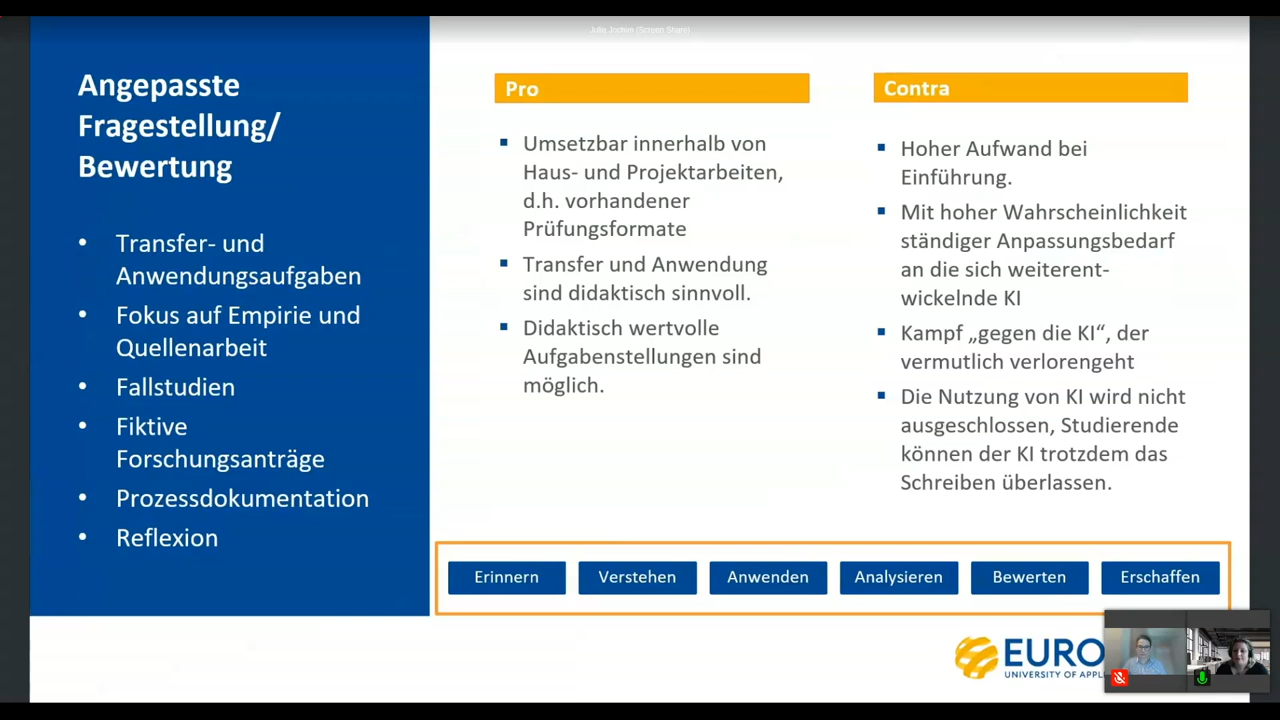 Julia Jochim (Screen Share)
Angepasste
Fragestellung/
Bewertung
• Transfer- und
Anwendungsaufgaben
• Fokus auf Empirie und
Quellenarbeit
• Fallstudien
• Fiktive
Forschungsanträge
• Prozessdokumentation
• Reflexion
Pro
▪ Umsetzbar innerhalb von
Haus- und Projektarbeiten,
d.h. vorhandener
Prüfungsformate
▪ Transfer und Anwendung
sind didaktisch sinnvoll.
▪ Didaktisch wertvolle
Aufgabenstellungen sind
möglich.
Contra
▪ Hoher Aufwand bei
Einführung.
▪ Mit hoher Wahrscheinlichkeit
ständiger Anpassungsbedarf
an die sich weiterent-
wickelnde KI
▪ Kampf „gegen die KI“, der
vermutlich verlorengeht
▪ Die Nutzung von KI wird nicht
ausgeschlossen, Studierende
können der KI trotzdem das
Schreiben überlassen.
Erinnern
Verstehen
Anwenden
Analysieren
Bewerten
Erschaffen
EURO
UNIVERSITY OF APPL